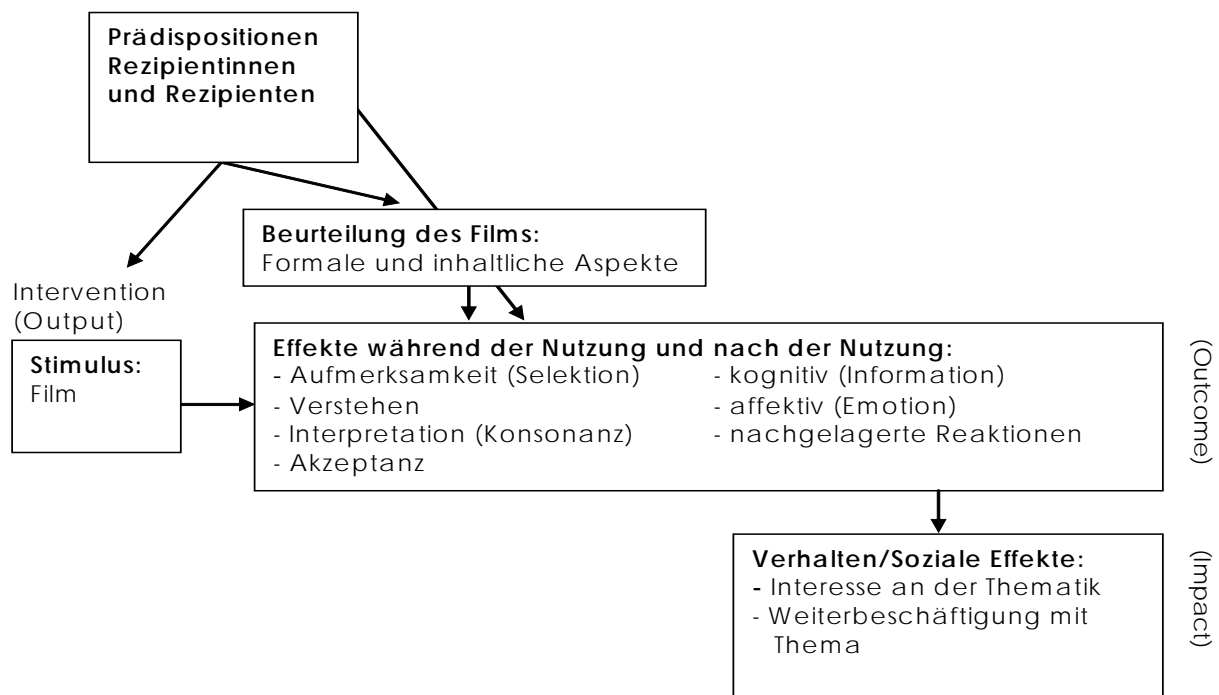 Prädispositionen
Rezipientinnen
und Rezipienten
Beurteilung des Films:
Formale und inhaltliche Aspekte
Intervention
(Output)
Stimulus:
Film
Effekte während der Nutzung und nach der Nutzung:
- Aufmerksamkeit (Selektion)
- Verstehen
- Interpretation (Konsonanz)
- Akzeptanz
- kognitiv (Information)
- affektiv (Emotion)
- nachgelagerte Reaktionen
(Outcome)
Verhalten/Soziale Effekte:
- Interesse an der Thematik
- Weiterbeschäftigung mit
Thema
(Impact)